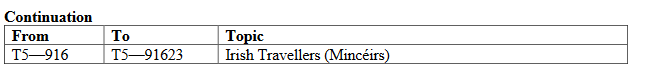 Continuation
From To Topic
T5—916 T5—91623 Irish Travellers (Mincéirs)